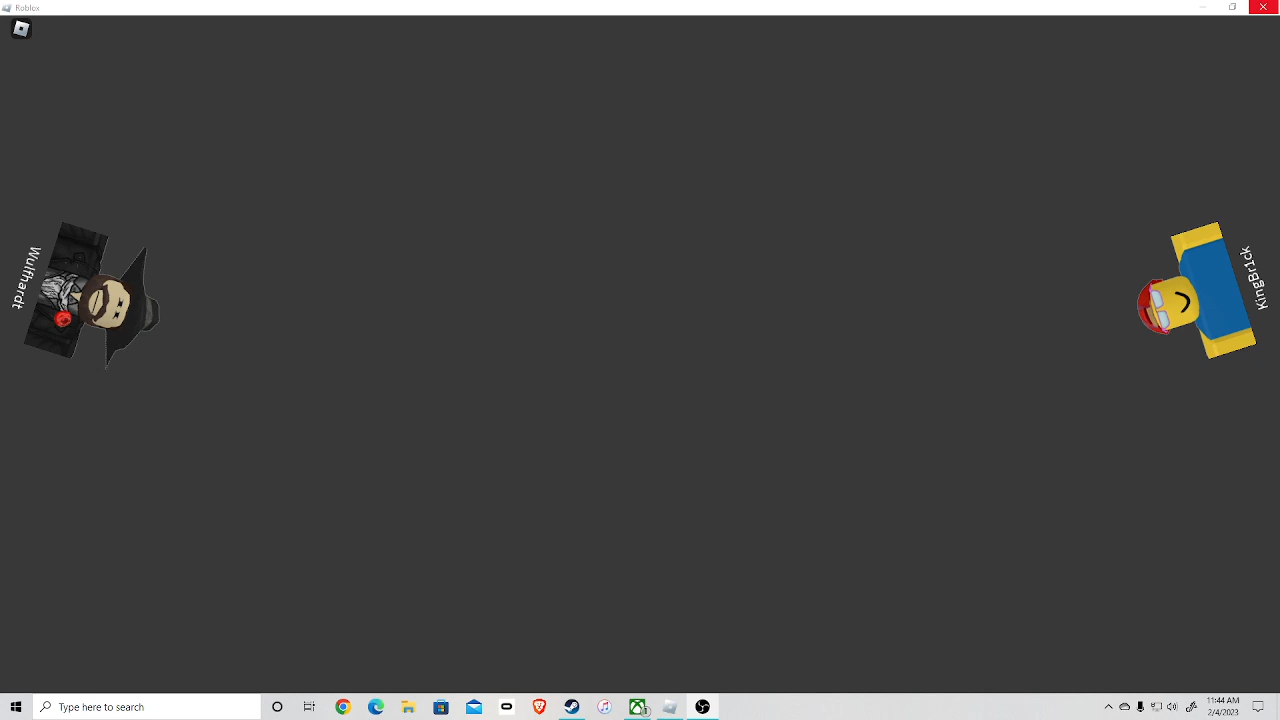 Roblox
Wulfhardt
KingBr1ck
Type here to search
11:44 AM
2/4/2023